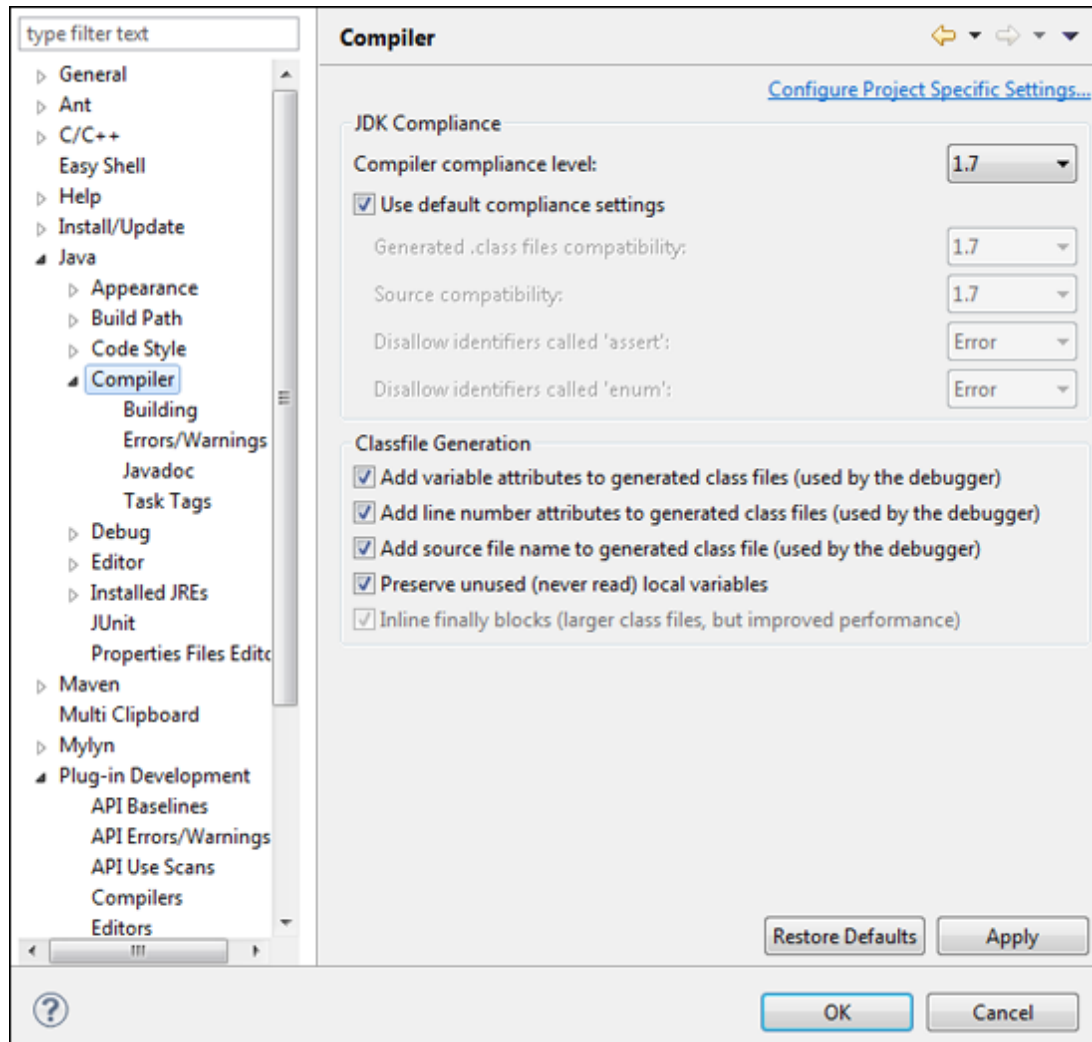 type filter text
General
Ant
C/C++
Easy Shell
Help
Install/Update
Java
Appearance
Build Path
Code Style
Compiler
Building
Errors/Warnings
Javadoc
Task Tags
Debug
Editor
Installed JREs
JUnit
Properties Files Edito
Maven
Multi Clipboard
Mylyn
Plug-in Development
API Baselines
API Errors/Warnings
API Use Scans
Compilers
Editors
Compiler
Configure Project Specific Settings...
JDK Compliance
Compiler compliance level: 1.7
Use default compliance settings
Generated .class files compatibility: 1.7
Source compatibility: 1.7
Disallow identifiers called 'assert': Error
Disallow identifiers called 'enum': Error
Classfile Generation
Add variable attributes to generated class files (used by the debugger)
Add line number attributes to generated class files (used by the debugger)
Add source file name to generated class file (used by the debugger)
Preserve unused (never read) local variables
Inline finally blocks (larger class files, but improved performance)
Restore Defaults Apply
OK Cancel